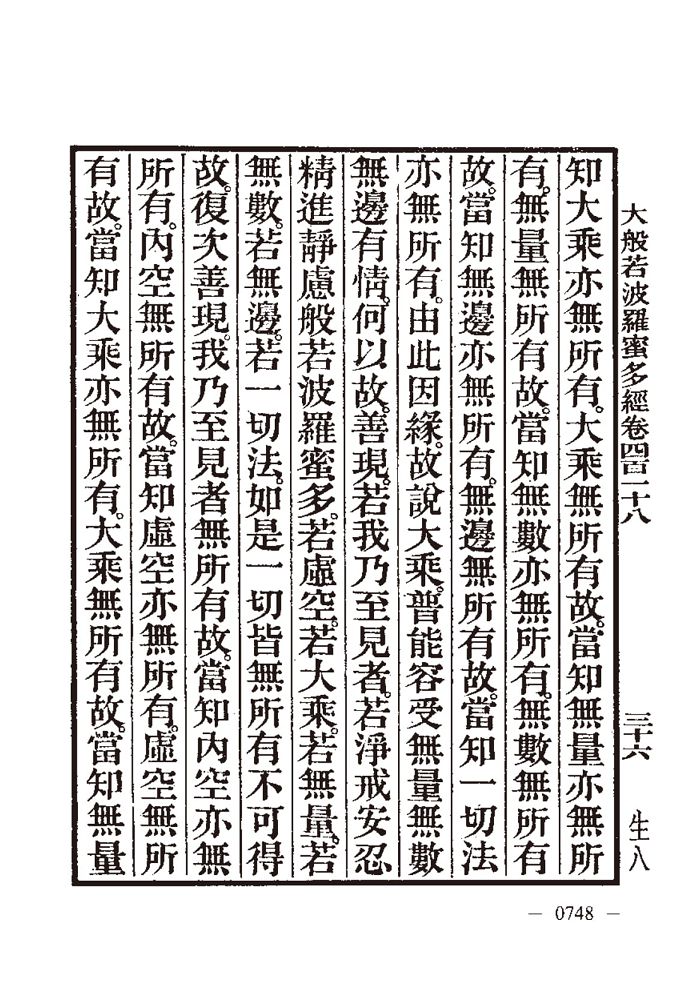 大般若波羅蜜多經卷四百二十八 三十六 生八
知大乘亦無所有。大乘無所有故。當知無量亦無所
有。無量無所有故。當知無數亦無所有。無數無所有
故。當知無邊亦無所有。無邊無所有故。當知一切法
亦無所有。由此因緣。故說大乘。普能容受無量無數
無邊有情。何以故。善現。若我乃至見者。若淨戒安忍
精進靜慮般若波羅蜜多。若虛空。若大乘。若無量。若
無數。若無邊。若一切法。如是一切皆無所有不可得
故。復次善現。我乃至見者無所有故。當知內空亦無
所有。內空無所有故。當知虛空亦無所有。虛空無所
有故。當知大乘亦無所有。大乘無所有故。當知無量
— 0748 —